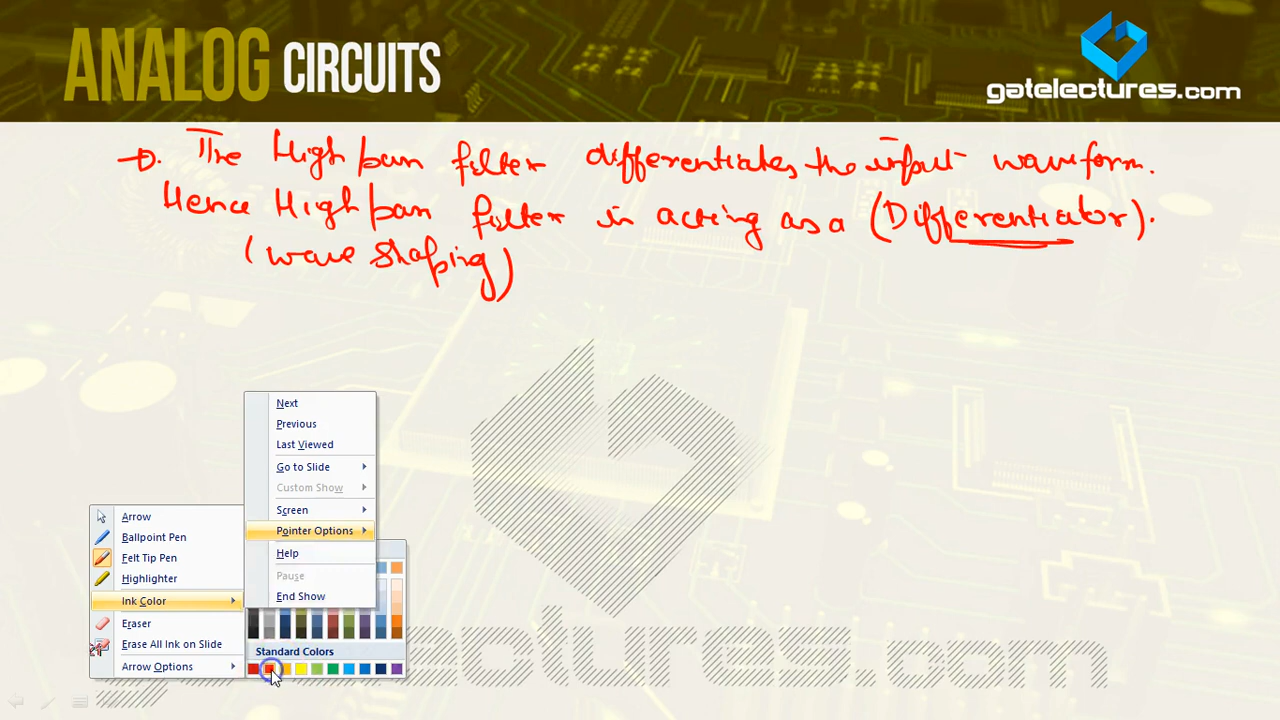 ANALOG CIRCUITS
gatelectures.com
→. The High pass filter differentiates the input waveform.
Hence High pass filter is acting as a (Differentiator).
(wave shaping)
Next
Previous
Last Viewed
Go to Slide
Custom Show
Screen
Pointer Options
Help
Pause
End Show
Arrow
Ballpoint Pen
Felt Tip Pen
Highlighter
Ink Color
Eraser
Erase All Ink on Slide
Arrow Options
Standard Colors